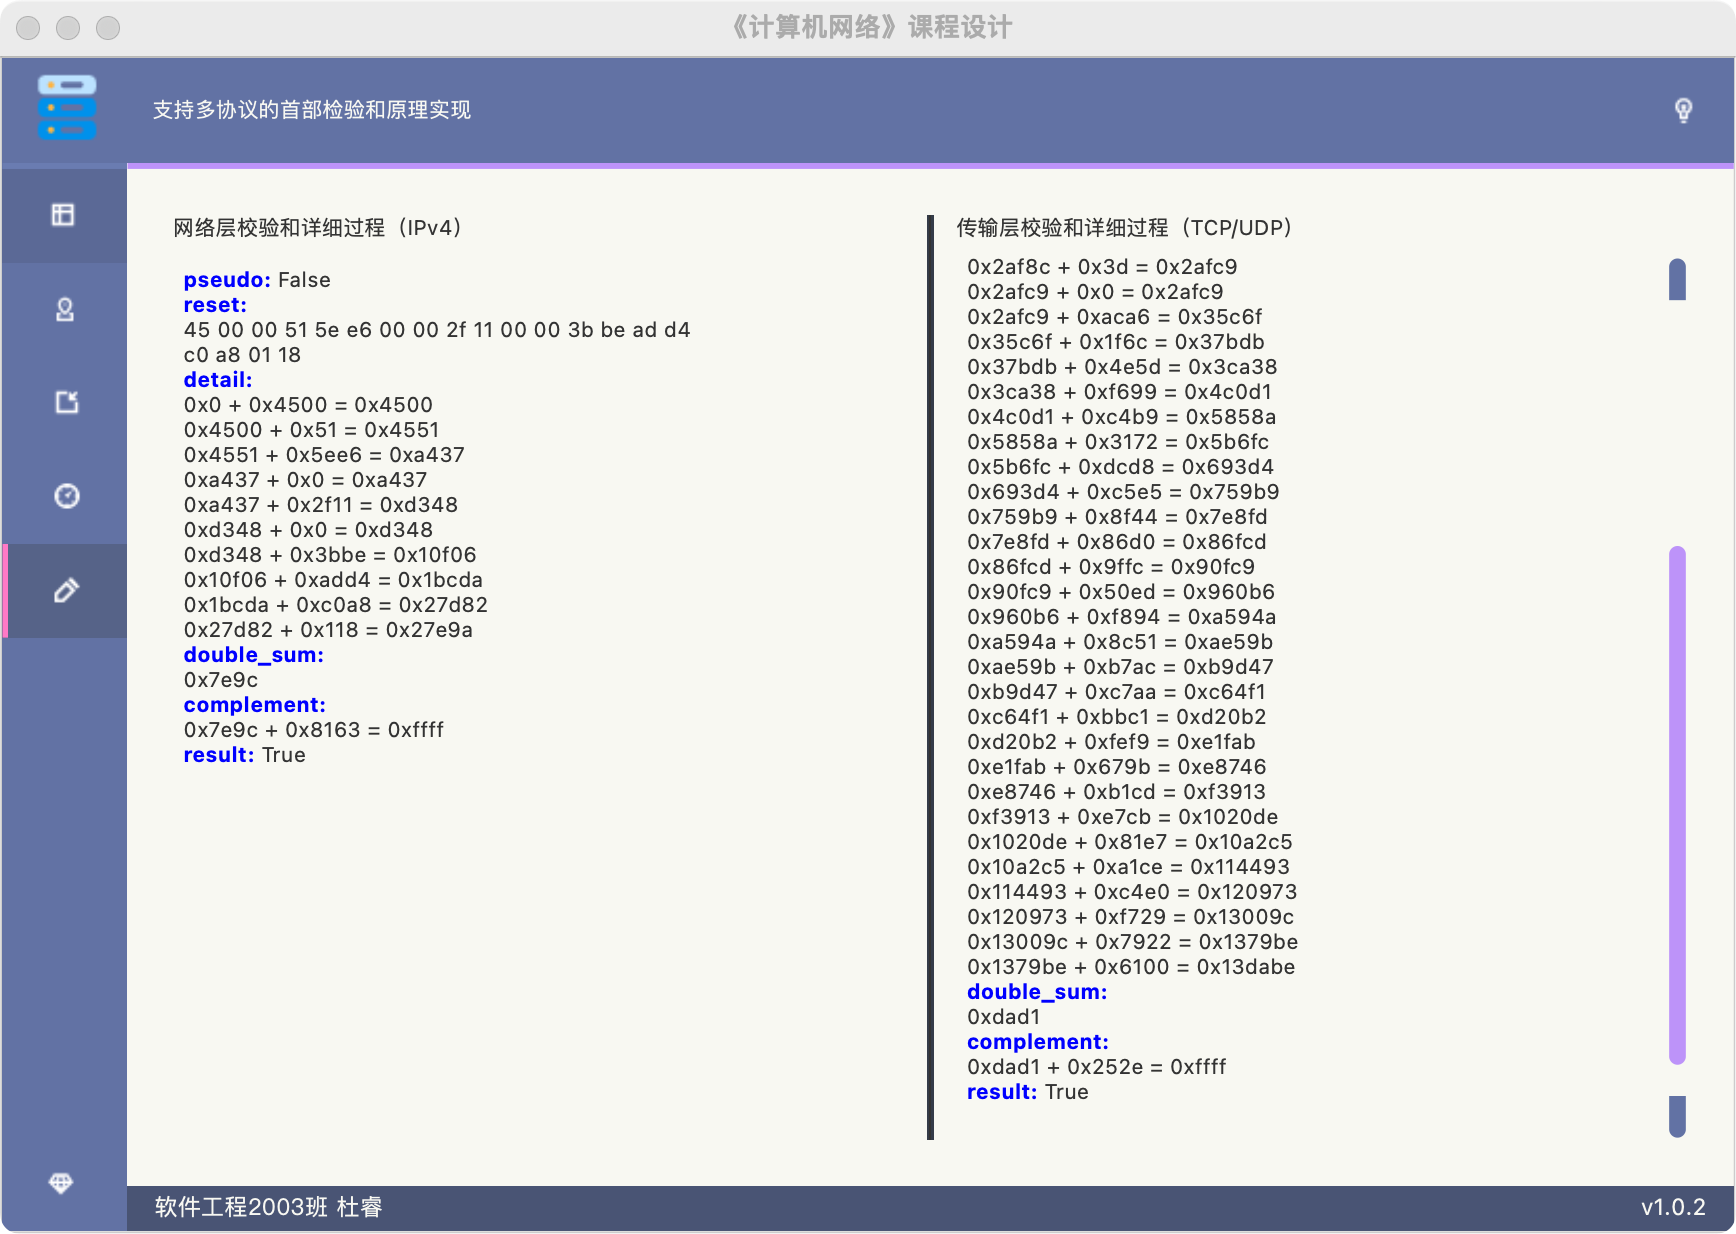 《计算机网络》课程设计
支持多协议的首部检验和原理实现
网络层校验和详细过程（IPv4）
pseudo: False
reset:
45 00 00 51 5e e6 00 00 2f 11 00 00 3b be ad d4
c0 a8 01 18
detail:
0x0 + 0x4500 = 0x4500
0x4500 + 0x51 = 0x4551
0x4551 + 0x5ee6 = 0xa437
0xa437 + 0x0 = 0xa437
0xa437 + 0x2f11 = 0xd348
0xd348 + 0x0 = 0xd348
0xd348 + 0x3bbe = 0x10f06
0x10f06 + 0xadd4 = 0x1bcda
0x1bcda + 0xc0a8 = 0x27d82
0x27d82 + 0x118 = 0x27e9a
double_sum:
0x7e9c
complement:
0x7e9c + 0x8163 = 0xffff
result: True
传输层校验和详细过程（TCP/UDP）
0x2af8c + 0x3d = 0x2afc9
0x2afc9 + 0x0 = 0x2afc9
0x2afc9 + 0xaca6 = 0x35c6f
0x35c6f + 0x1f6c = 0x37bdb
0x37bdb + 0x4e5d = 0x3ca38
0x3ca38 + 0xf699 = 0x4c0d1
0x4c0d1 + 0xc4b9 = 0x5858a
0x5858a + 0x3172 = 0x5b6fc
0x5b6fc + 0xdcd8 = 0x693d4
0x693d4 + 0xc5e5 = 0x759b9
0x759b9 + 0x8f44 = 0x7e8fd
0x7e8fd + 0x86d0 = 0x86fcd
0x86fcd + 0x9ffc = 0x90fc9
0x90fc9 + 0x50ed = 0x960b6
0x960b6 + 0xf894 = 0xa594a
0xa594a + 0x8c51 = 0xae59b
0xae59b + 0xb7ac = 0xb9d47
0xb9d47 + 0xc7aa = 0xc64f1
0xc64f1 + 0xbbc1 = 0xd20b2
0xd20b2 + 0xfef9 = 0xe1fab
0xe1fab + 0x679b = 0xe8746
0xe8746 + 0xb1cd = 0xf3913
0xf3913 + 0xe7cb = 0x1020de
0x1020de + 0x81e7 = 0x10a2c5
0x10a2c5 + 0xa1ce = 0x114493
0x114493 + 0xc4e0 = 0x120973
0x120973 + 0xf729 = 0x13009c
0x13009c + 0x7922 = 0x1379be
0x1379be + 0x6100 = 0x13dabe
double_sum:
0xdad1
complement:
0xdad1 + 0x252e = 0xffff
result: True
软件工程2003班 杜睿
v1.0.2